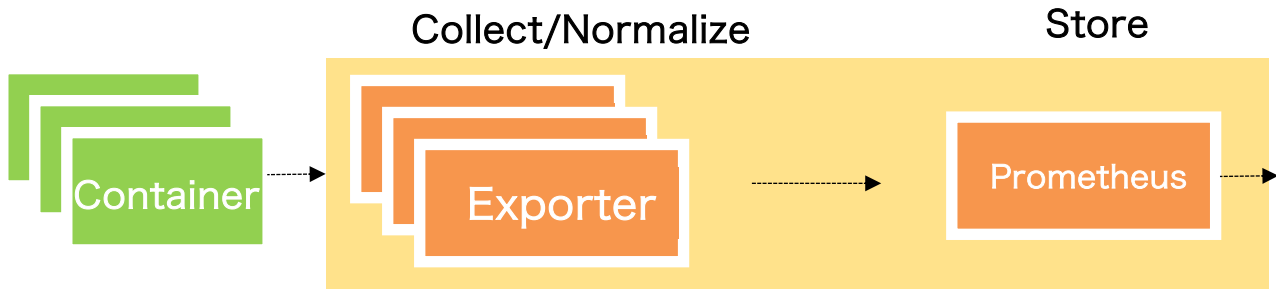 Collect/Normalize
Store
Container
Exporter
Prometheus